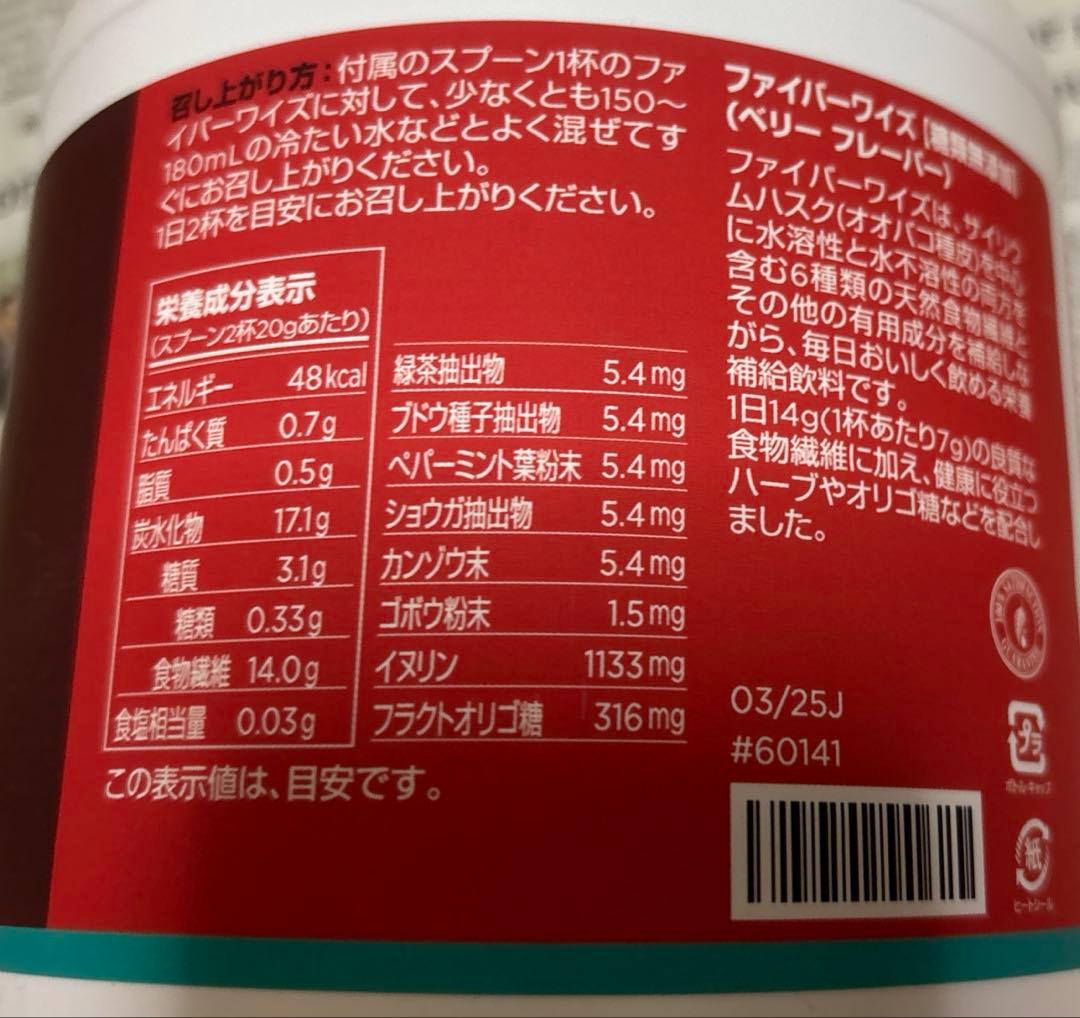 召し上がり方:付属のスプーン1杯のファ
イバーワイズに対して、少なくとも150〜
180mLの冷たい水などとよく混ぜてす
ぐにお召し上がりください。
1日2杯を目安にお召し上がりください。
栄養成分表示
(スプーン2杯20gあたり)
エネルギー 48kcal
たんぱく質 0.7g
脂質 0.5g
炭水化物 17.1g
糖質 3.1g
糖類 0.33g
食物繊維 14.0g
食塩相当量 0.03g
緑茶抽出物 5.4mg
ブドウ種子抽出物 5.4mg
ペパーミント葉粉末 5.4mg
ショウガ抽出物 5.4mg
カンゾウ末 5.4mg
ゴボウ粉末 1.5mg
イヌリン 1133mg
フラクトオリゴ糖 316mg
この表示値は、目安です。
ファイバーワイズ
(ベリー フレーバー)
ファイバーワイズは、サイリウ
ムハスク(オオバコ種皮)を中心
に水溶性と水不溶性の両方を
含む6種類の天然食物繊維と
その他の有用成分を補給しな
がら、毎日おいしく飲める栄養
補給飲料です。
1日14g(1杯あたり7g)の良質な
食物繊維に加え、健康に役立つ
ハーブやオリゴ糖などを配合し
ました。
03/25J
#60141
プラ
ボトル・キャップ
紙
ヒートシール